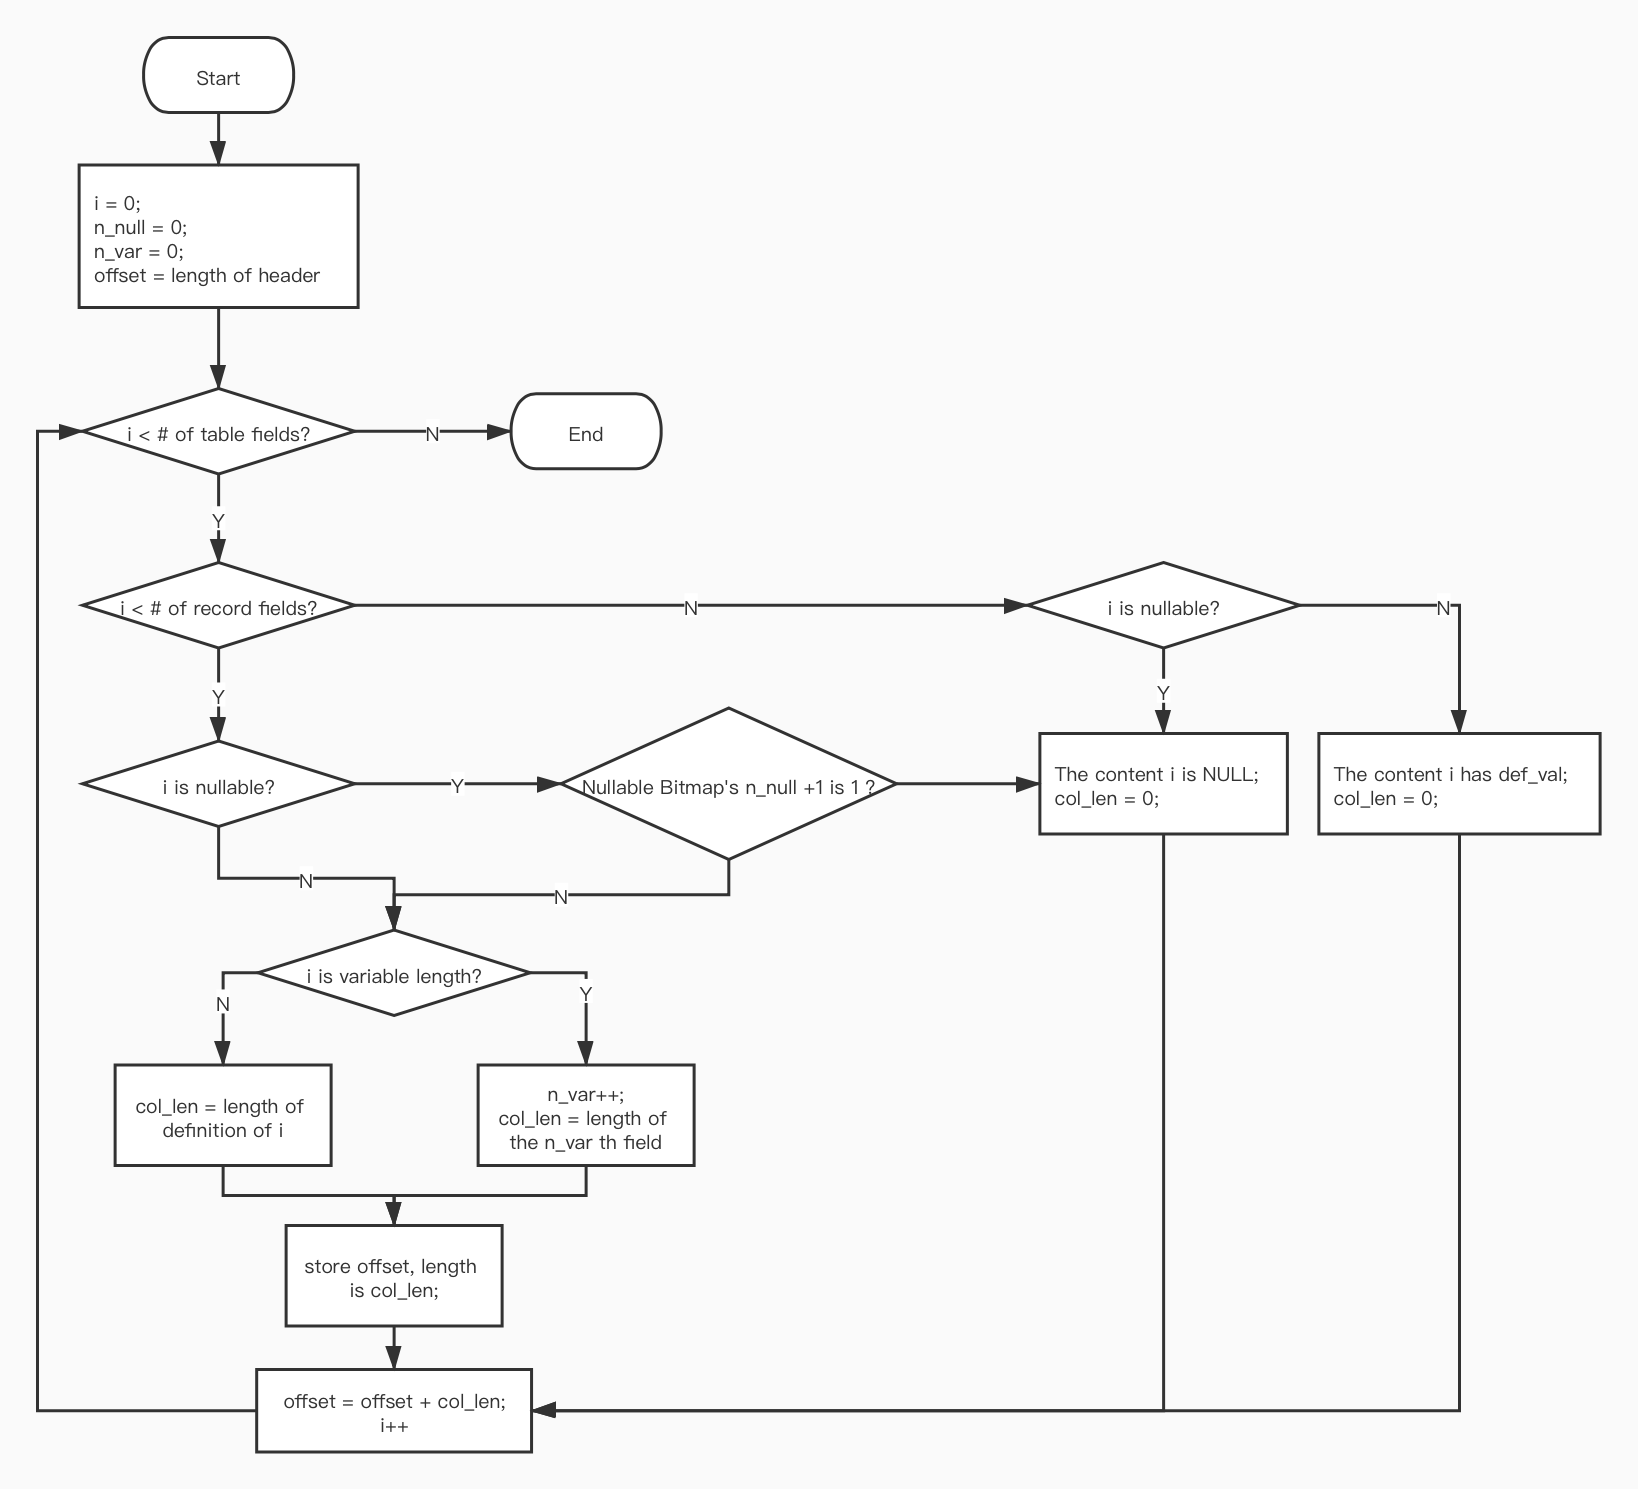 Start
i = 0;
n_null = 0;
n_var = 0;
offset = length of header
i < # of table fields?
N
End
Y
i < # of record fields?
N
i is nullable?
N
Y
Y
i is nullable?
Y
Nullable Bitmap's n_null +1 is 1 ?
The content i is NULL;
col_len = 0;
The content i has def_val;
col_len = 0;
N
N
i is variable length?
N
Y
col_len = length of
definition of i
n_var++;
col_len = length of
the n_var th field
store offset, length
is col_len;
offset = offset + col_len;
i++